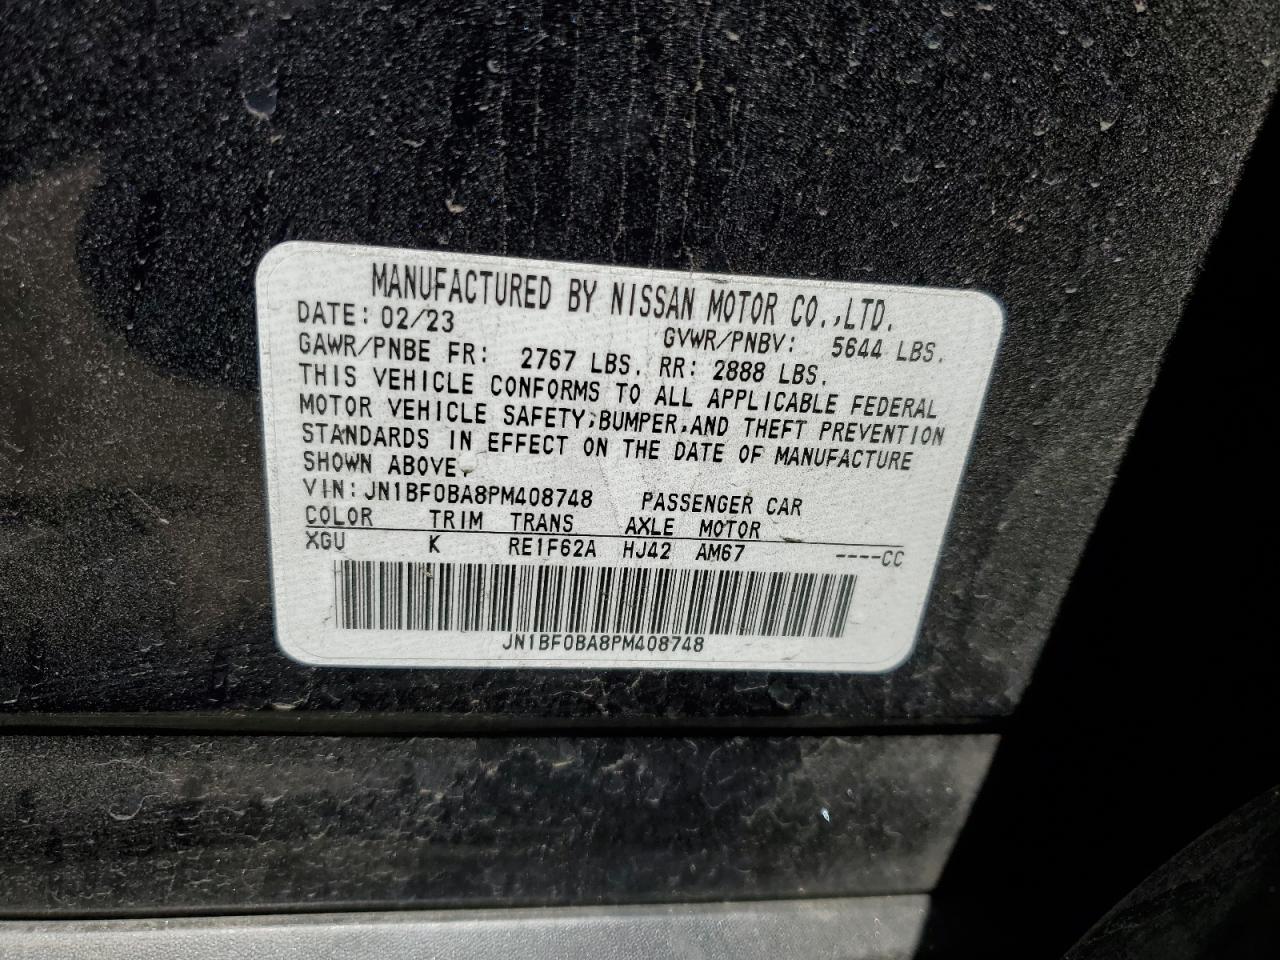 MANUFACTURED BY NISSAN MOTOR CO.,LTD.
DATE: 02/23 GVWR/PNBV: 5644 LBS.
GAWR/PNBE FR: 2767 LBS. RR: 2888 LBS.
THIS VEHICLE CONFORMS TO ALL APPLICABLE FEDERAL
MOTOR VEHICLE SAFETY,BUMPER,AND THEFT PREVENTION
STANDARDS IN EFFECT ON THE DATE OF MANUFACTURE
SHOWN ABOVE.
VIN: JN1BF0BA8PM408748 PASSENGER CAR
COLOR TRIM TRANS AXLE MOTOR
XGU K RE1F62A HJ42 AM67 ----CC
JN1BF0BA8PM408748